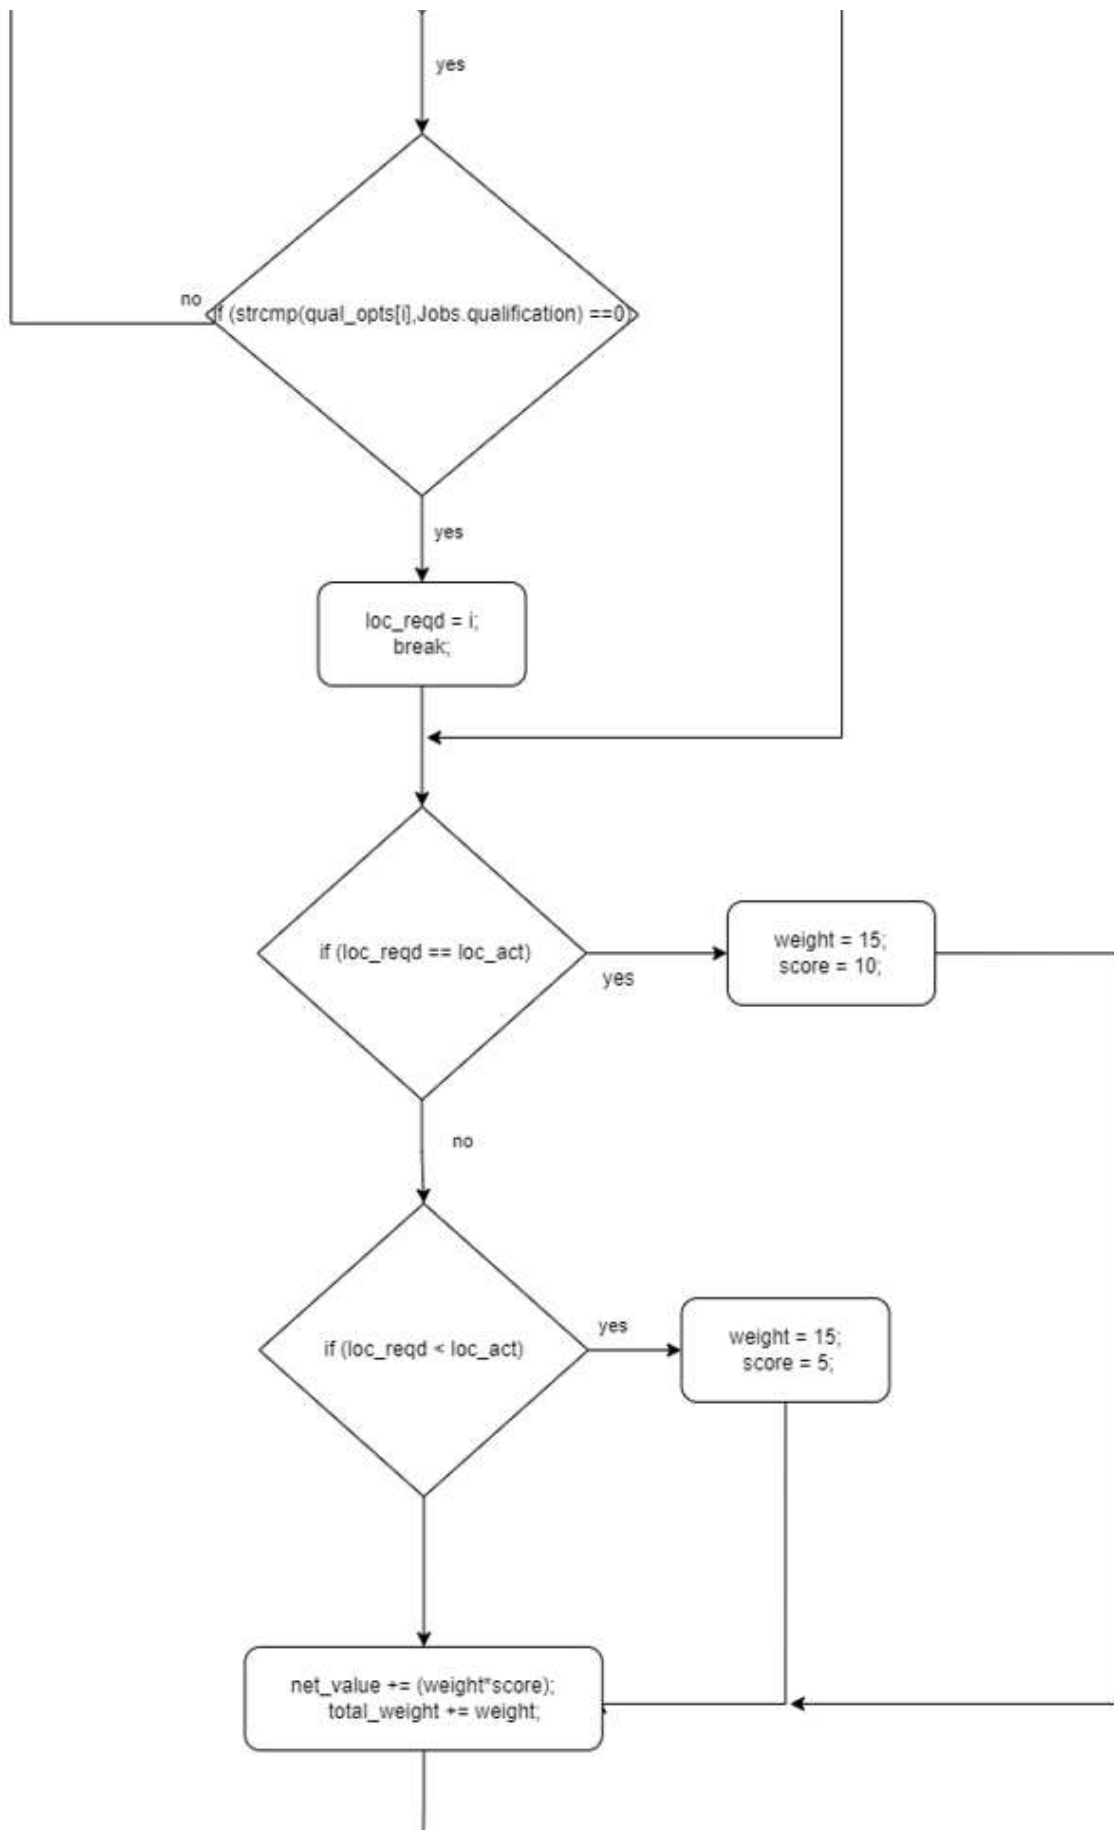 yes
no
if (strcmp(qual_opts[i],Jobs.qualification) ==0)
yes
loc_reqd = i;
break;
if (loc_reqd == loc_act)
yes
weight = 15;
score = 10;
no
if (loc_reqd < loc_act)
yes
weight = 15;
score = 5;
net_value += (weight*score);
total_weight += weight;